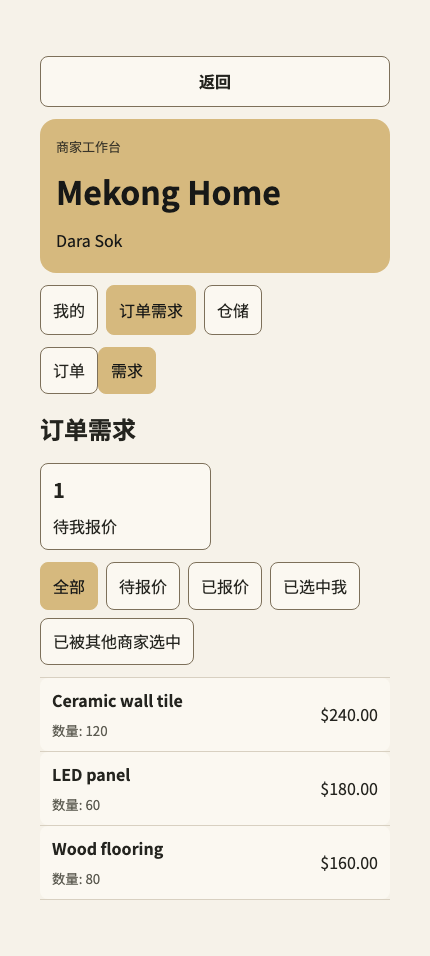 返回
商家工作台
Mekong Home
Dara Sok
我的 订单需求 仓储
订单 需求
订单需求
1
待我报价
全部 待报价 已报价 已选中我
已被其他商家选中
Ceramic wall tile
数量: 120
$240.00
LED panel
数量: 60
$180.00
Wood flooring
数量: 80
$160.00